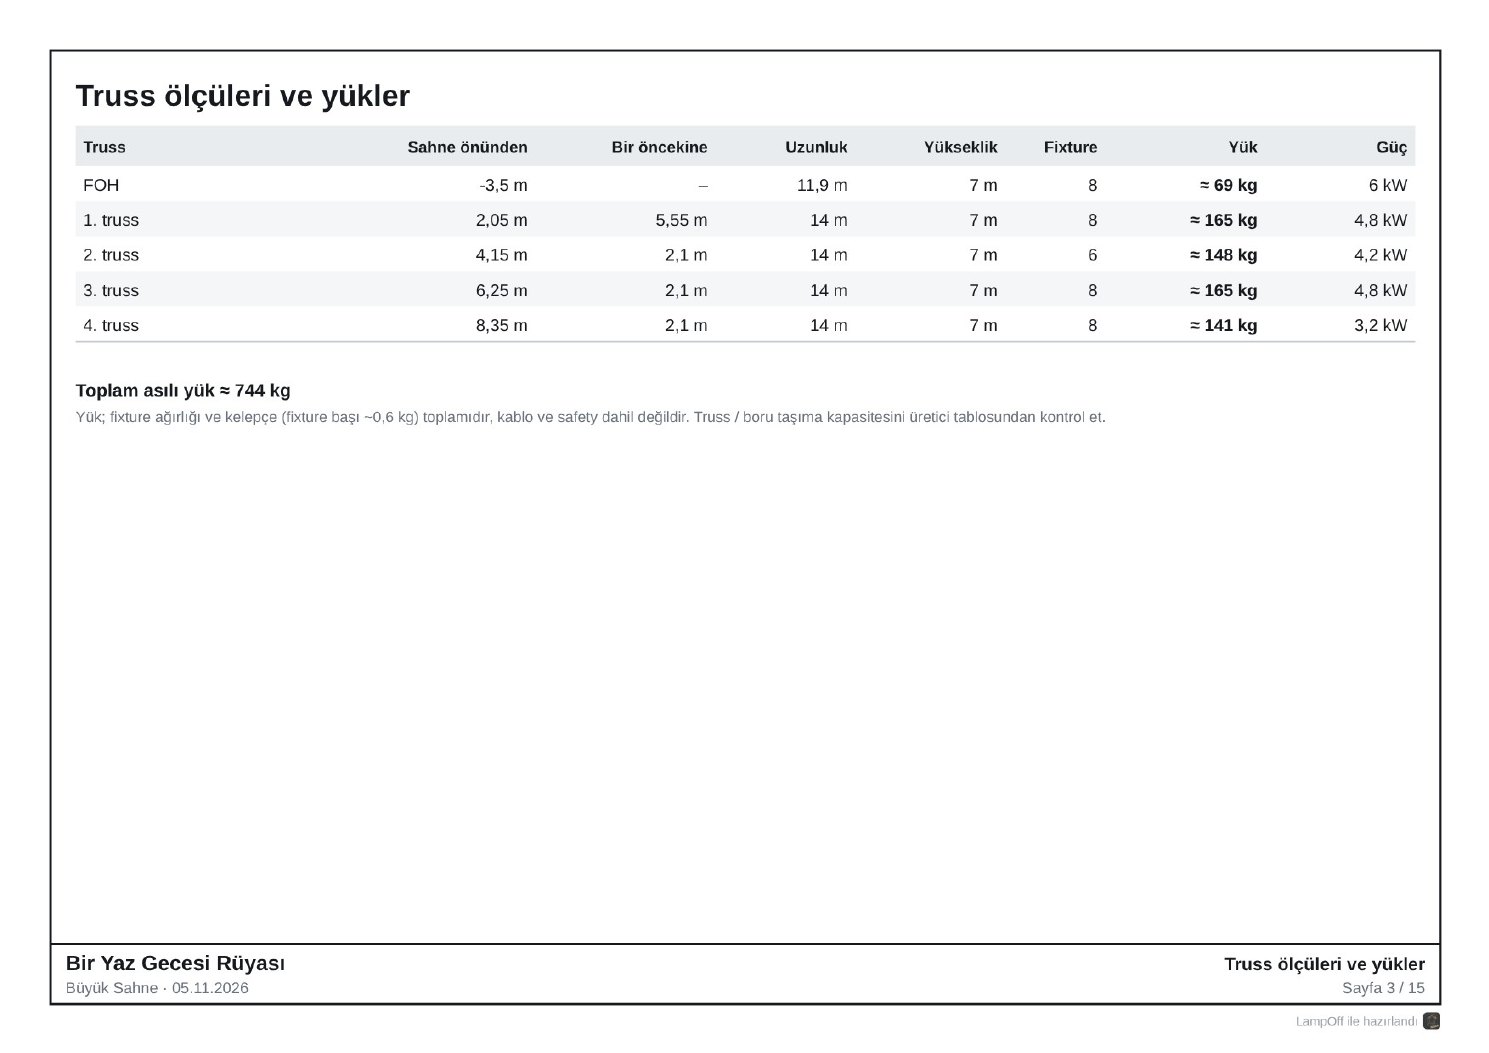 Truss ölçüleri ve yükler
Truss Sahne önünden Bir öncekine Uzunluk Yükseklik Fixture Yük Güç
FOH -3,5 m – 11,9 m 7 m 8 ≈ 69 kg 6 kW
1. truss 2,05 m 5,55 m 14 m 7 m 8 ≈ 165 kg 4,8 kW
2. truss 4,15 m 2,1 m 14 m 7 m 6 ≈ 148 kg 4,2 kW
3. truss 6,25 m 2,1 m 14 m 7 m 8 ≈ 165 kg 4,8 kW
4. truss 8,35 m 2,1 m 14 m 7 m 8 ≈ 141 kg 3,2 kW
Toplam asılı yük ≈ 744 kg
Yük; fixture ağırlığı ve kelepçe (fixture başı ~0,6 kg) toplamıdır, kablo ve safety dahil değildir. Truss / boru taşıma kapasitesini üretici tablosundan kontrol et.
Bir Yaz Gecesi Rüyası
Büyük Sahne · 05.11.2026
Truss ölçüleri ve yükler
Sayfa 3 / 15
LampOff ile hazırlandı